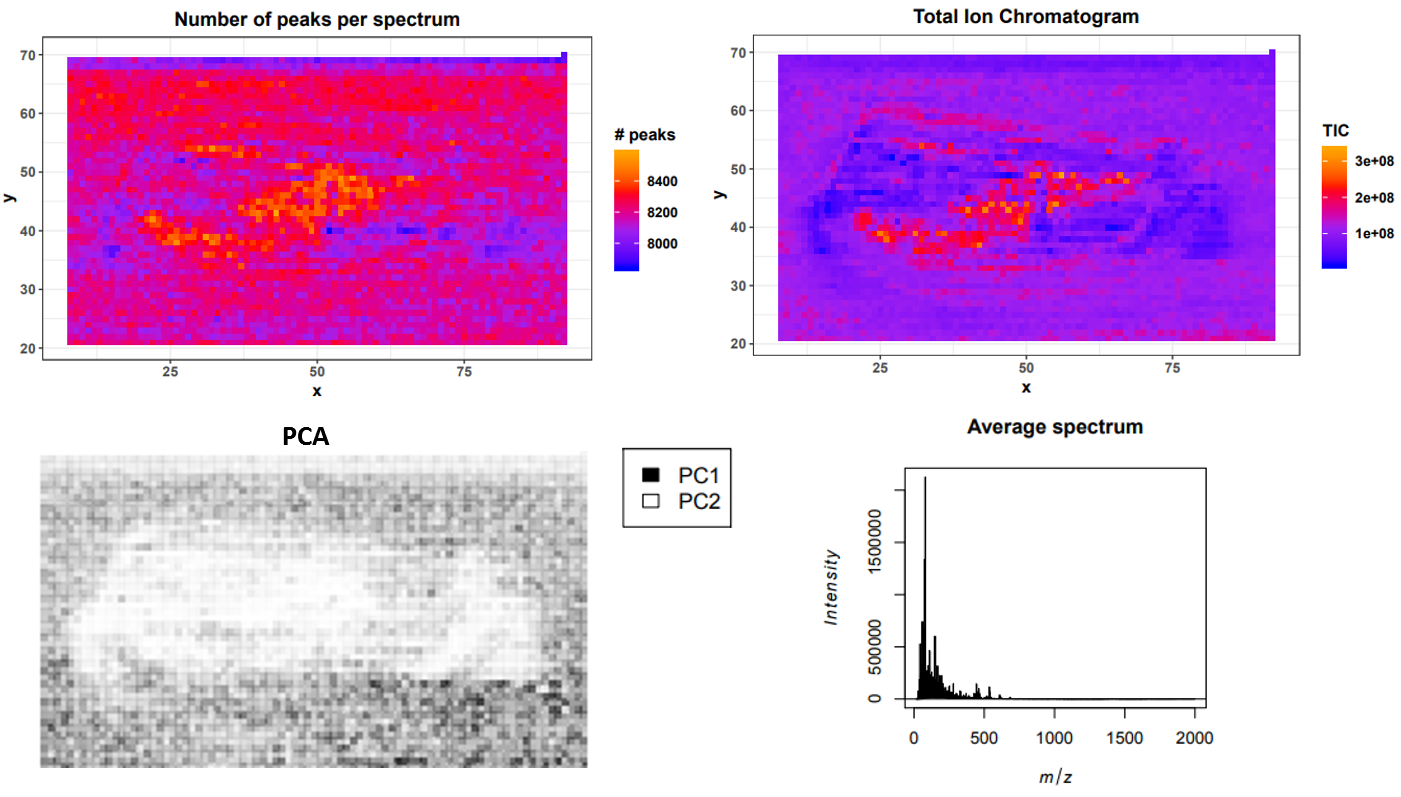 Number of peaks per spectrum
70
60
50
40
30
20
y
25
50
75
x
# peaks
8400
8200
8000
Total Ion Chromatogram
70
60
50
40
30
20
y
25
50
75
x
TIC
3e+08
2e+08
1e+08
PCA
PC1
PC2
Average spectrum
Intensity
1500000
500000
0
0
500
1000
1500
2000
m/z